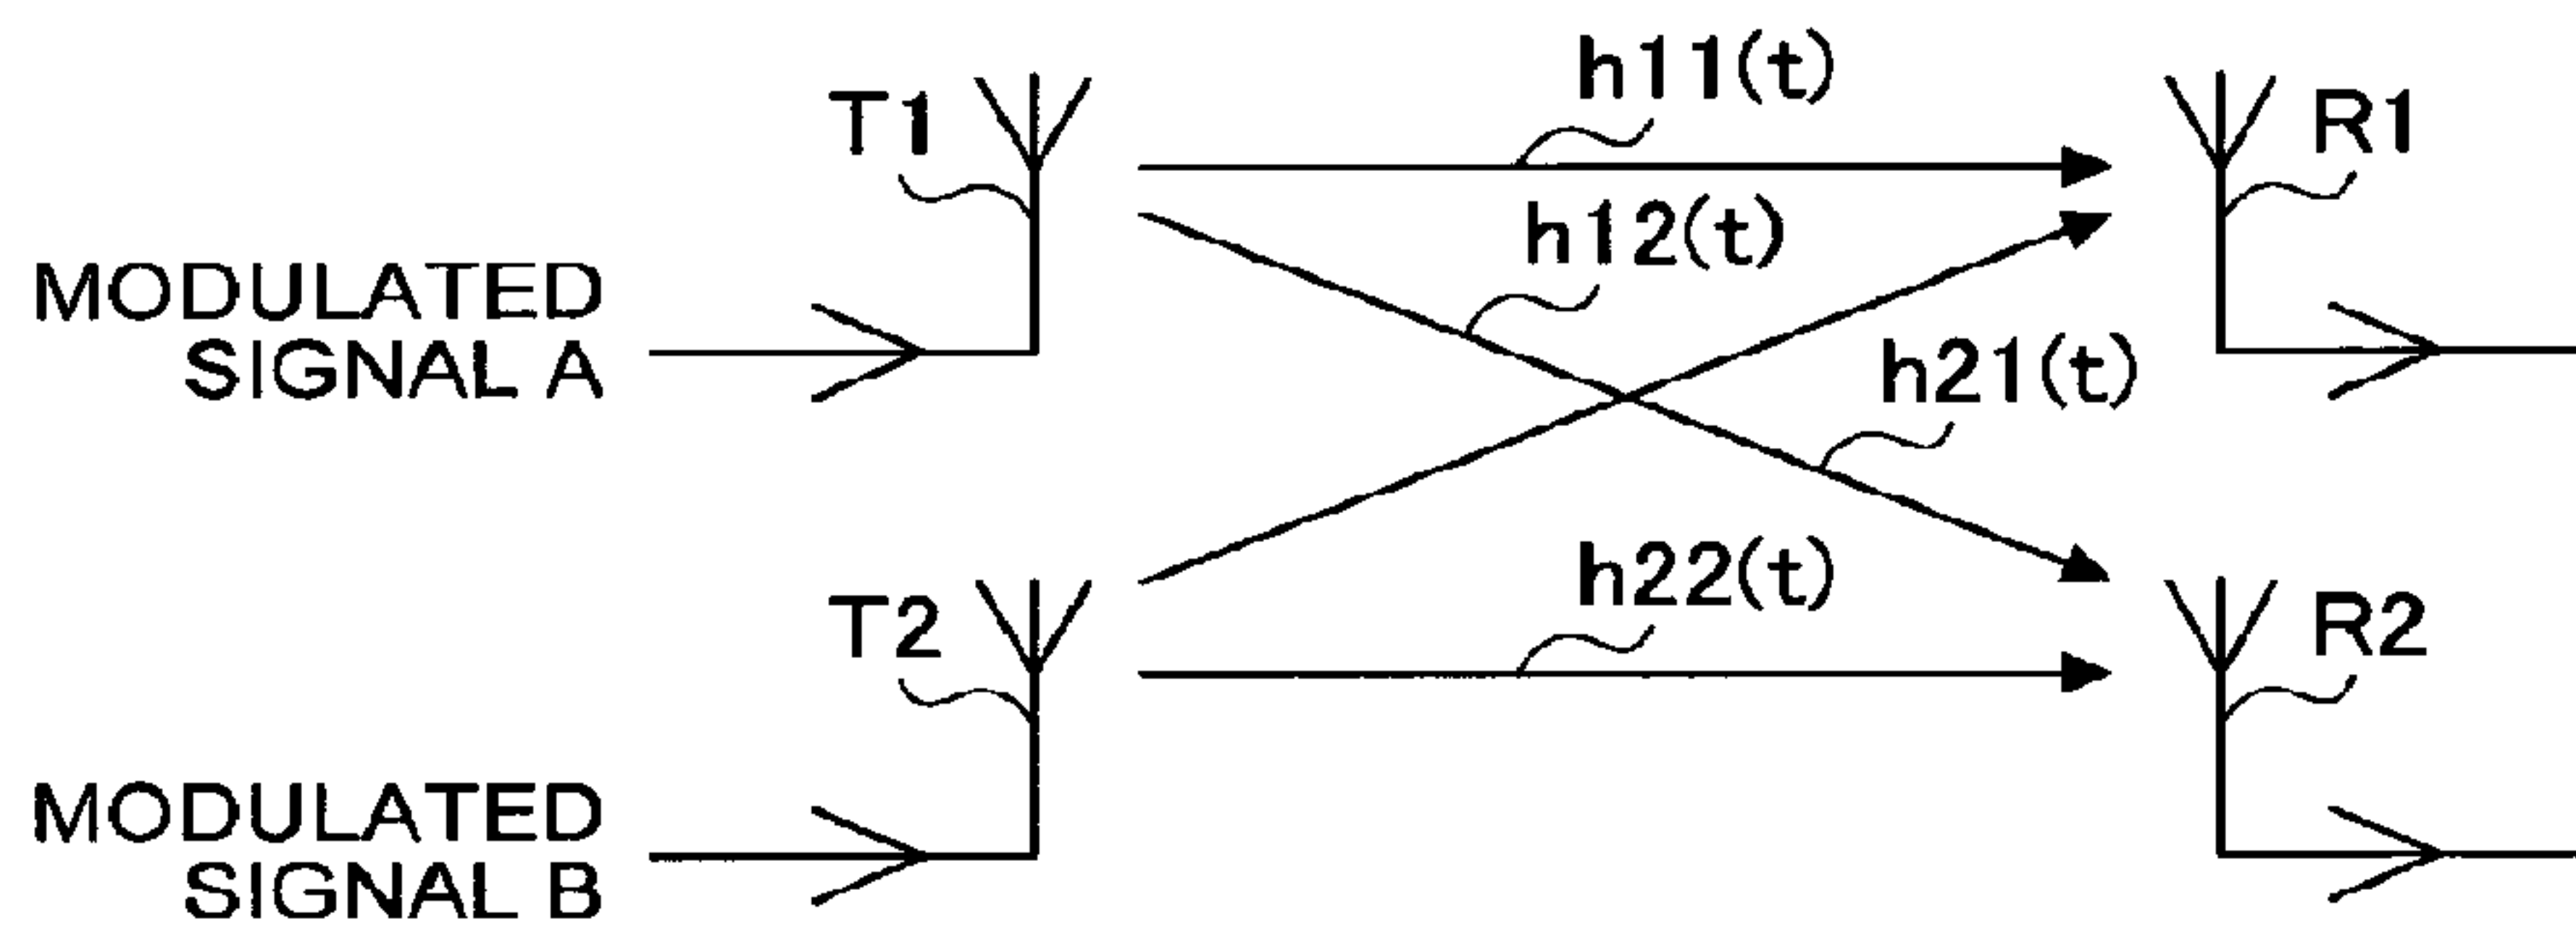 h11(t)
T1
R1
h12(t)
MODULATED
SIGNAL A
h21(t)
h22(t)
T2
R2
MODULATED
SIGNAL B